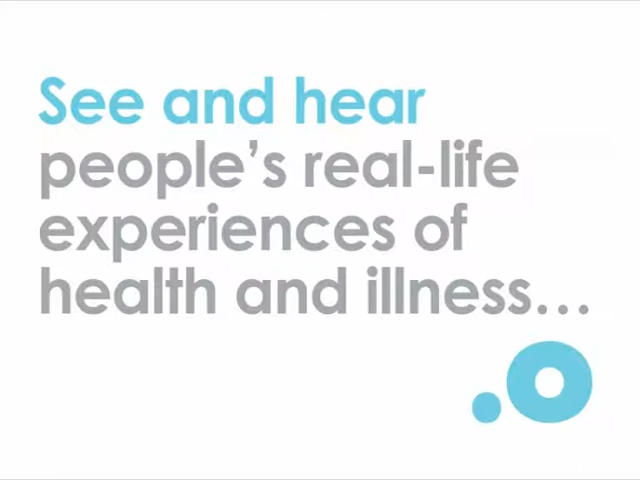 See and hear
people’s real-life
experiences of
health and illness…